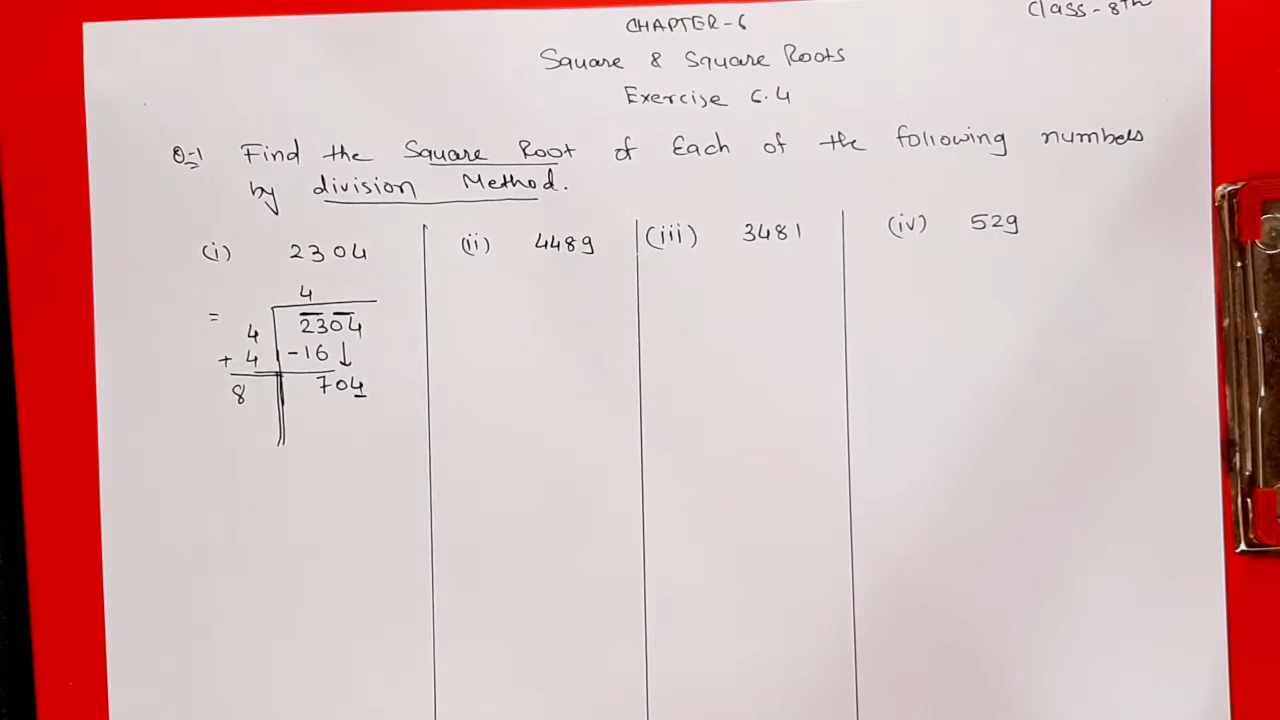 Class-8th
CHAPTER-6
Square & Square Roots
Exercise 6.4
Q-1 Find the Square Root of Each of the following numbers
by division Method.
(i) 2304
(ii) 4489
(iii) 3481
(iv) 529
4
= 4 2304
+ 4 -16 ↓
8 704